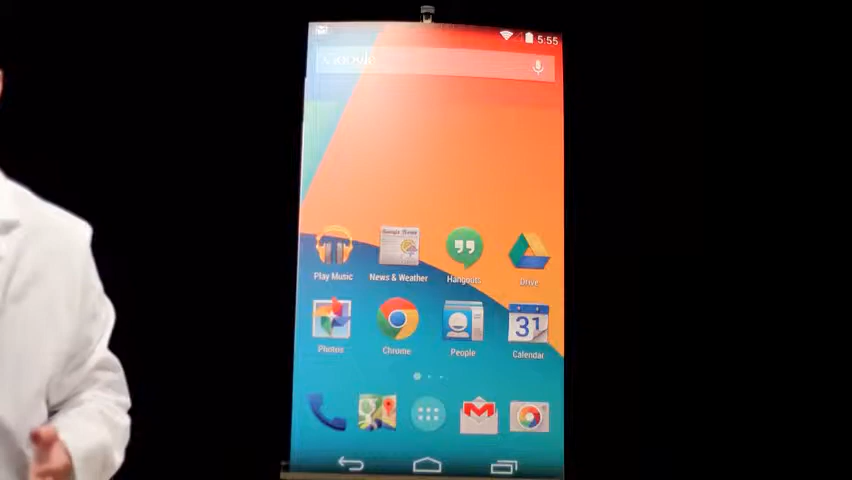 5:55
Google
Play Music
News & Weather
Hangouts
Drive
Photos
Chrome
People
31
Calendar